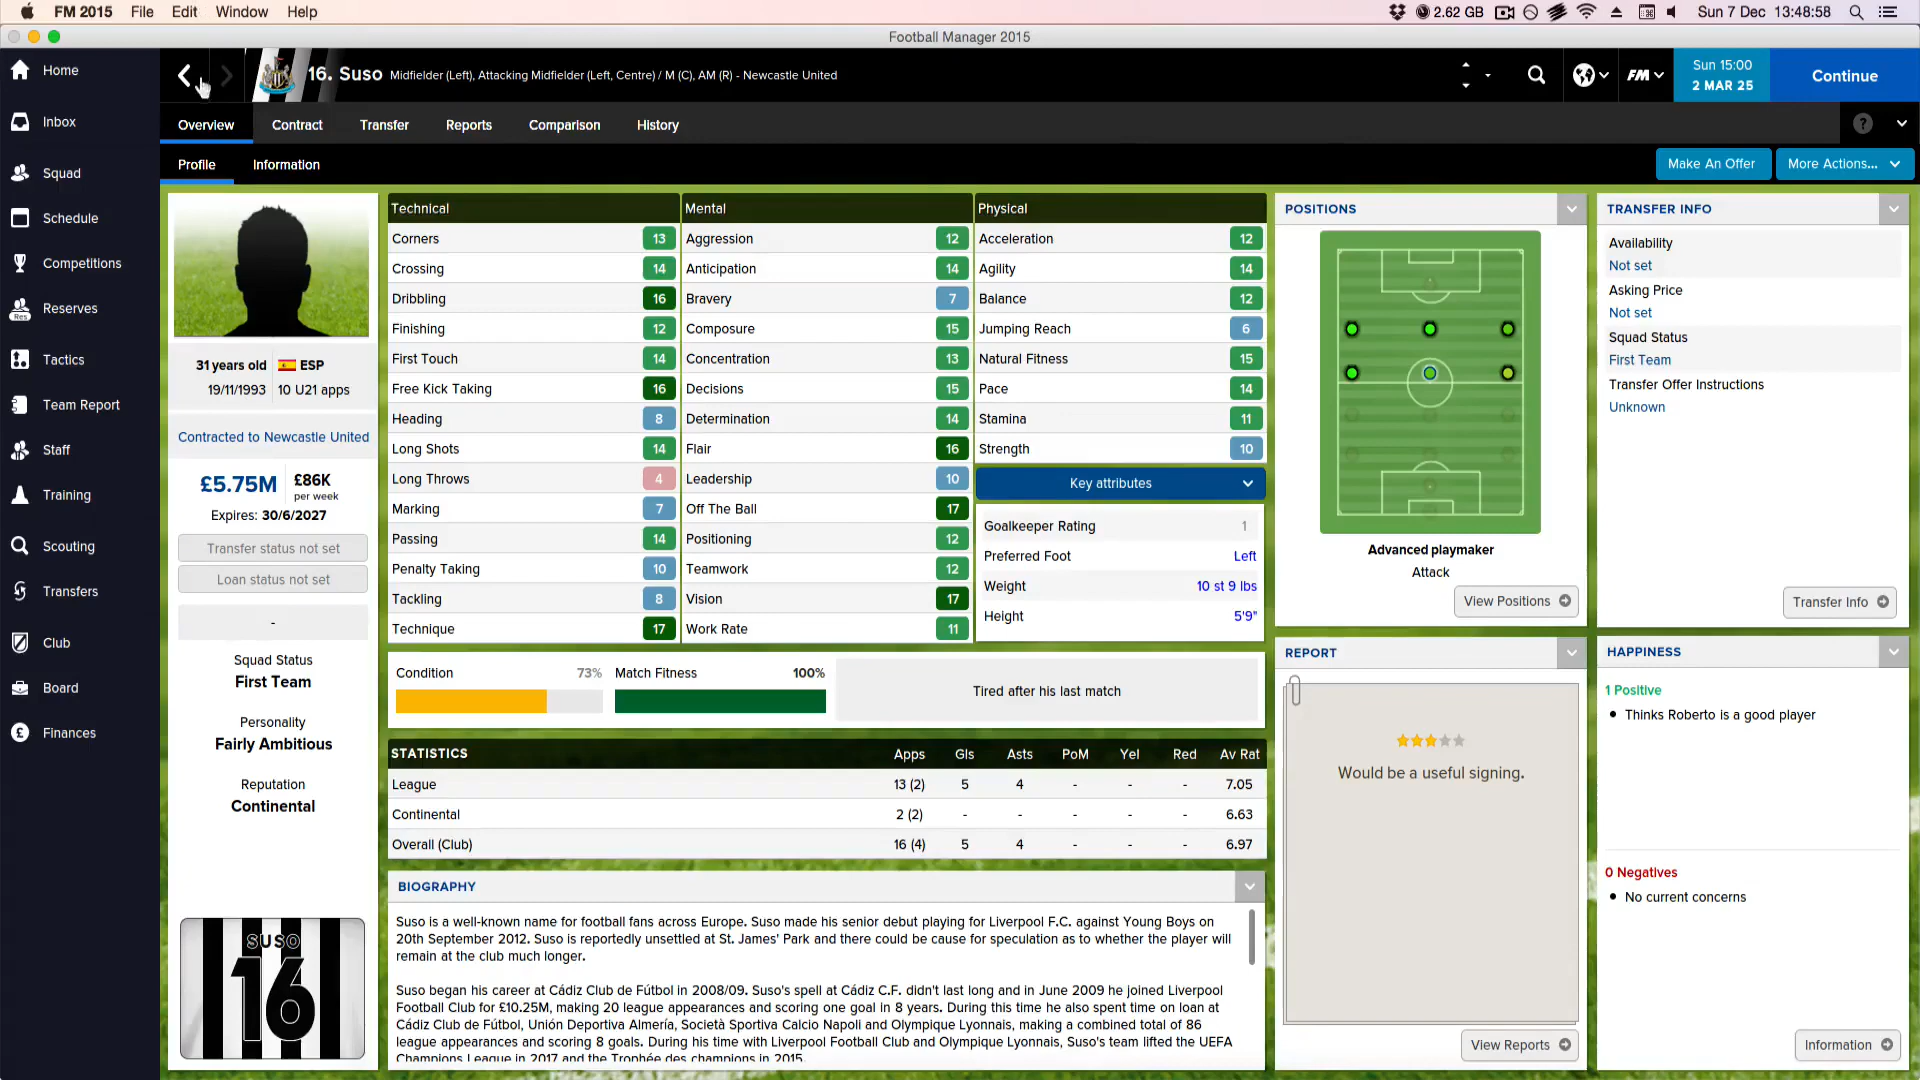 FM 2015 File Edit Window Help
2.62 GB Sun 7 Dec 13:48:58
Football Manager 2015
Home
Inbox
Squad
Schedule
Competitions
Reserves
Res
Tactics
Team Report
Staff
Training
Scouting
Transfers
Club
Board
Finances
16. Suso Midfielder (Left), Attacking Midfielder (Left, Centre) / M (C), AM (R) - Newcastle United
FM
Sun 15:00
2 MAR 25
Continue
Overview Contract Transfer Reports Comparison History
?
Profile Information
Make An Offer More Actions...
31 years old ESP
19/11/1993 10 U21 apps
Contracted to Newcastle United
£5.75M £86K
per week
Expires: 30/6/2027
Transfer status not set
Loan status not set
-
Squad Status
First Team
Personality
Fairly Ambitious
Reputation
Continental
SUSO
16
Technical
Corners 13
Crossing 14
Dribbling 16
Finishing 12
First Touch 14
Free Kick Taking 16
Heading 8
Long Shots 14
Long Throws 4
Marking 7
Passing 14
Penalty Taking 10
Tackling 8
Technique 17
Mental
Aggression 12
Anticipation 14
Bravery 7
Composure 15
Concentration 13
Decisions 15
Determination 14
Flair 16
Leadership 10
Off The Ball 17
Positioning 12
Teamwork 12
Vision 17
Work Rate 11
Physical
Acceleration 12
Agility 14
Balance 12
Jumping Reach 6
Natural Fitness 15
Pace 14
Stamina 11
Strength 10
Key attributes
Goalkeeper Rating 1
Preferred Foot Left
Weight 10 st 9 lbs
Height 5'9"
Condition 73%
Match Fitness 100%
Tired after his last match
STATISTICS Apps Gls Asts PoM Yel Red Av Rat
League 13 (2) 5 4 - - - 7.05
Continental 2 (2) - - - - - 6.63
Overall (Club) 16 (4) 5 4 - - - 6.97
BIOGRAPHY
Suso is a well-known name for football fans across Europe. Suso made his senior debut playing for Liverpool F.C. against Young Boys on
20th September 2012. Suso is reportedly unsettled at St. James' Park and there could be cause for speculation as to whether the player will
remain at the club much longer.
Suso began his career at Cádiz Club de Fútbol in 2008/09. Suso's spell at Cádiz C.F. didn't last long and in June 2009 he joined Liverpool
Football Club for £10.25M, making 20 league appearances and scoring one goal in 8 years. During this time he also spent time on loan at
Cádiz Club de Fútbol, Unión Deportiva Almería, Società Sportiva Calcio Napoli and Olympique Lyonnais, making a combined total of 86
league appearances and scoring 8 goals. During his time with Liverpool Football Club and Olympique Lyonnais, Suso's team lifted the UEFA
Champions League in 2017 and the Trophée des champions in 2015.
POSITIONS
Advanced playmaker
Attack
View Positions
TRANSFER INFO
Availability
Not set
Asking Price
Not set
Squad Status
First Team
Transfer Offer Instructions
Unknown
Transfer Info
REPORT
Would be a useful signing.
View Reports
HAPPINESS
1 Positive
• Thinks Roberto is a good player
0 Negatives
• No current concerns
Information